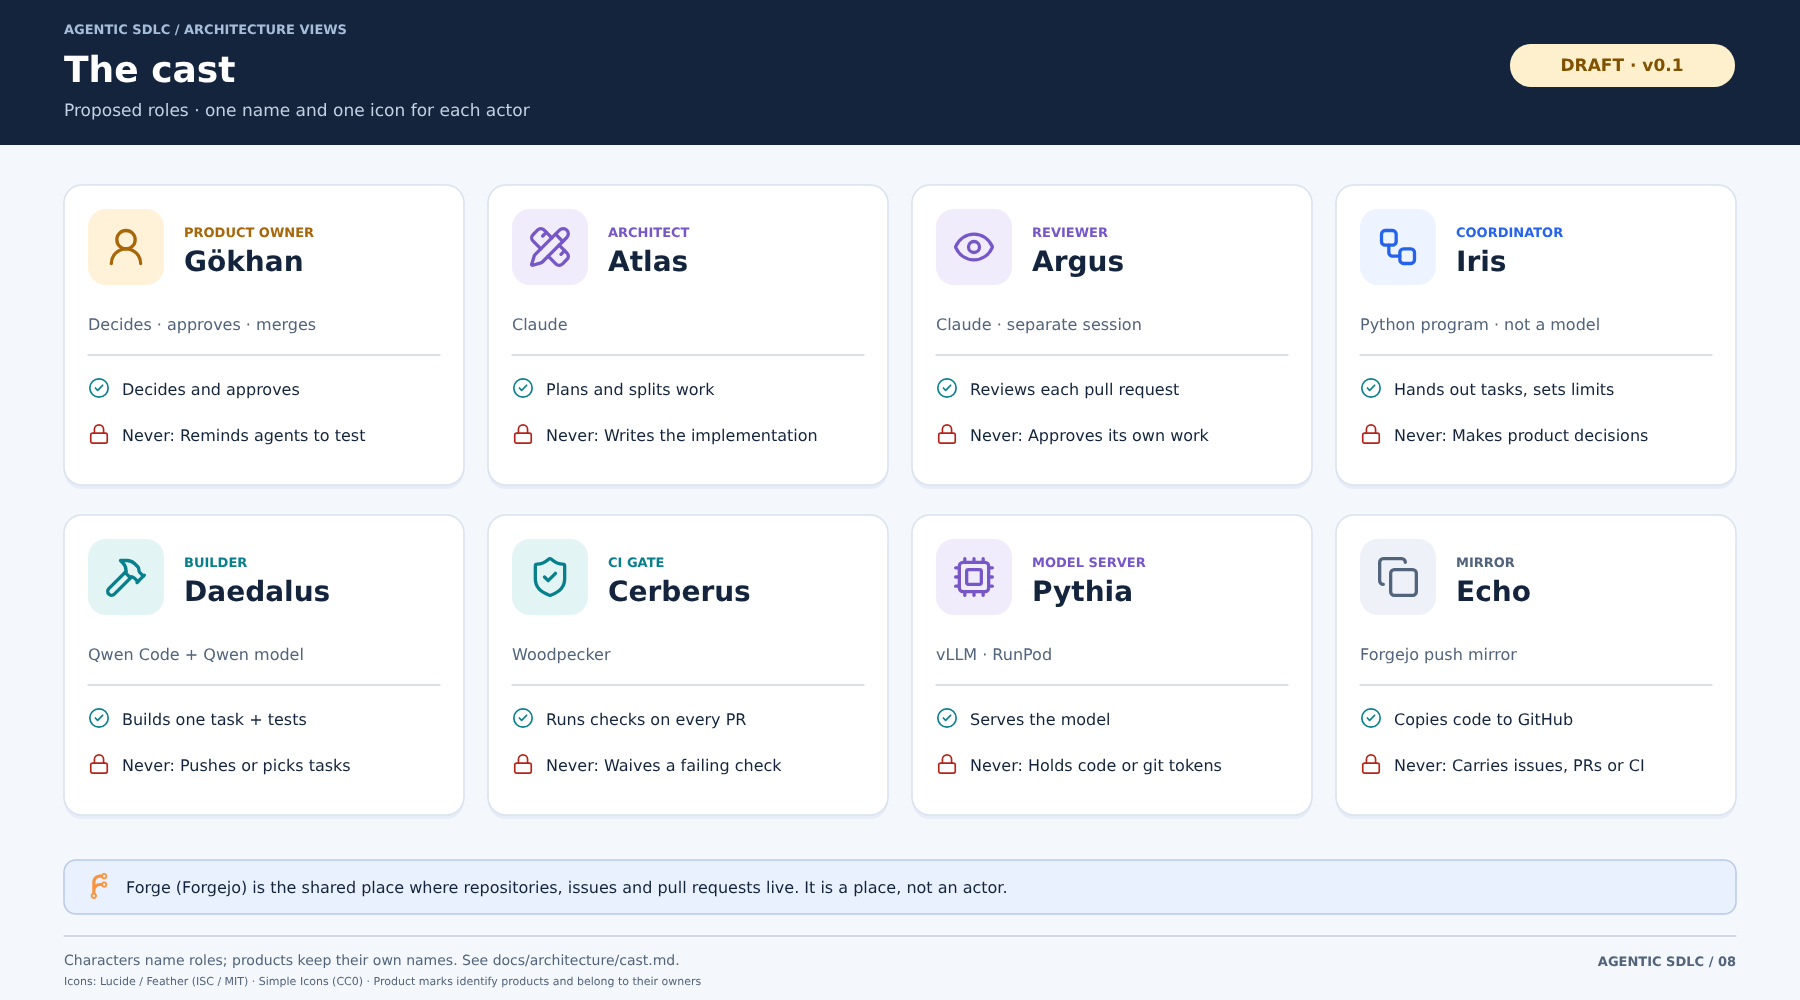 AGENTIC SDLC / ARCHITECTURE VIEWS
The cast
Proposed roles · one name and one icon for each actor
DRAFT · v0.1
PRODUCT OWNER
Gökhan
Decides · approves · merges
Decides and approves
Never: Reminds agents to test
ARCHITECT
Atlas
Claude
Plans and splits work
Never: Writes the implementation
REVIEWER
Argus
Claude · separate session
Reviews each pull request
Never: Approves its own work
COORDINATOR
Iris
Python program · not a model
Hands out tasks, sets limits
Never: Makes product decisions
BUILDER
Daedalus
Qwen Code + Qwen model
Builds one task + tests
Never: Pushes or picks tasks
CI GATE
Cerberus
Woodpecker
Runs checks on every PR
Never: Waives a failing check
MODEL SERVER
Pythia
vLLM · RunPod
Serves the model
Never: Holds code or git tokens
MIRROR
Echo
Forgejo push mirror
Copies code to GitHub
Never: Carries issues, PRs or CI
Forge (Forgejo) is the shared place where repositories, issues and pull requests live. It is a place, not an actor.
Characters name roles; products keep their own names. See docs/architecture/cast.md.
Icons: Lucide / Feather (ISC / MIT) · Simple Icons (CC0) · Product marks identify products and belong to their owners
AGENTIC SDLC / 08